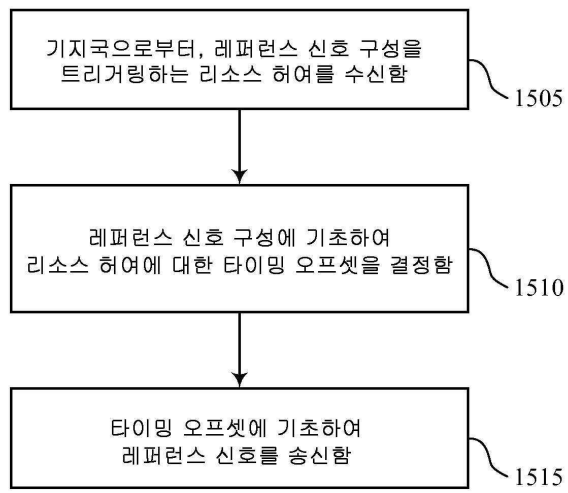 기지국으로부터, 레퍼런스 신호 구성을
트리거링하는 리소스 허여를 수신함
1505
레퍼런스 신호 구성에 기초하여
리소스 허여에 대한 타이밍 오프셋을 결정함
1510
타이밍 오프셋에 기초하여
레퍼런스 신호를 송신함
1515